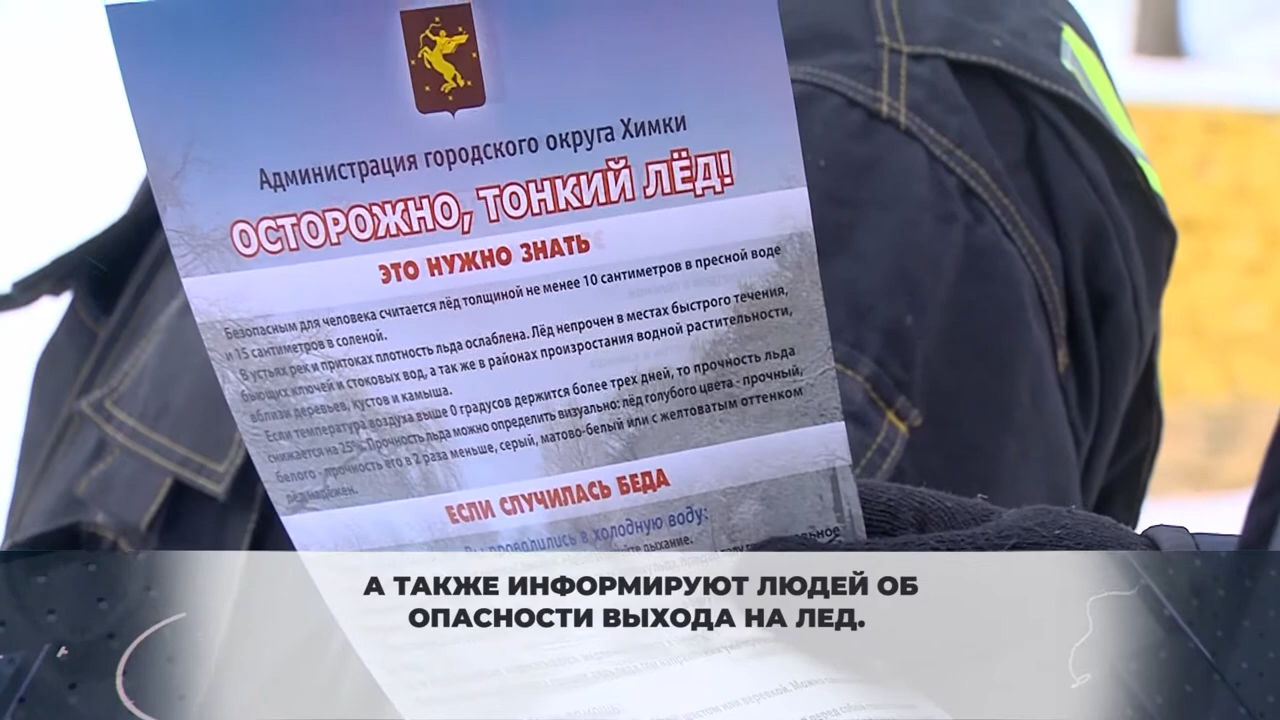 Администрация городского округа Химки
ОСТОРОЖНО, ТОНКИЙ ЛЁД!
ЭТО НУЖНО ЗНАТЬ
Безопасным для человека считается лёд толщиной не менее 10 сантиметров в пресной воде
и 15 сантиметров в соленой.
В устьях рек и притоках плотность льда ослаблена. Лёд непрочен в местах быстрого течения,
бьющих ключей и стоковых вод, а так же в районах произростания водной растительности,
вблизи деревьев, кустов и камыша.
Если температура воздуха выше 0 градусов держится более трех дней, то прочность льда
снижается на 25%. Прочность льда можно определить визуально: лёд голубого цвета - прочный,
белого - прочность его в 2 раза меньше, серый, матово-белый или с желтоватым оттенком
лёд надёжен.
ЕСЛИ СЛУЧИЛАСЬ БЕДА
провалились в холодную воду:
дыхание.
А ТАКЖЕ ИНФОРМИРУЮТ ЛЮДЕЙ ОБ
ОПАСНОСТИ ВЫХОДА НА ЛЕД.